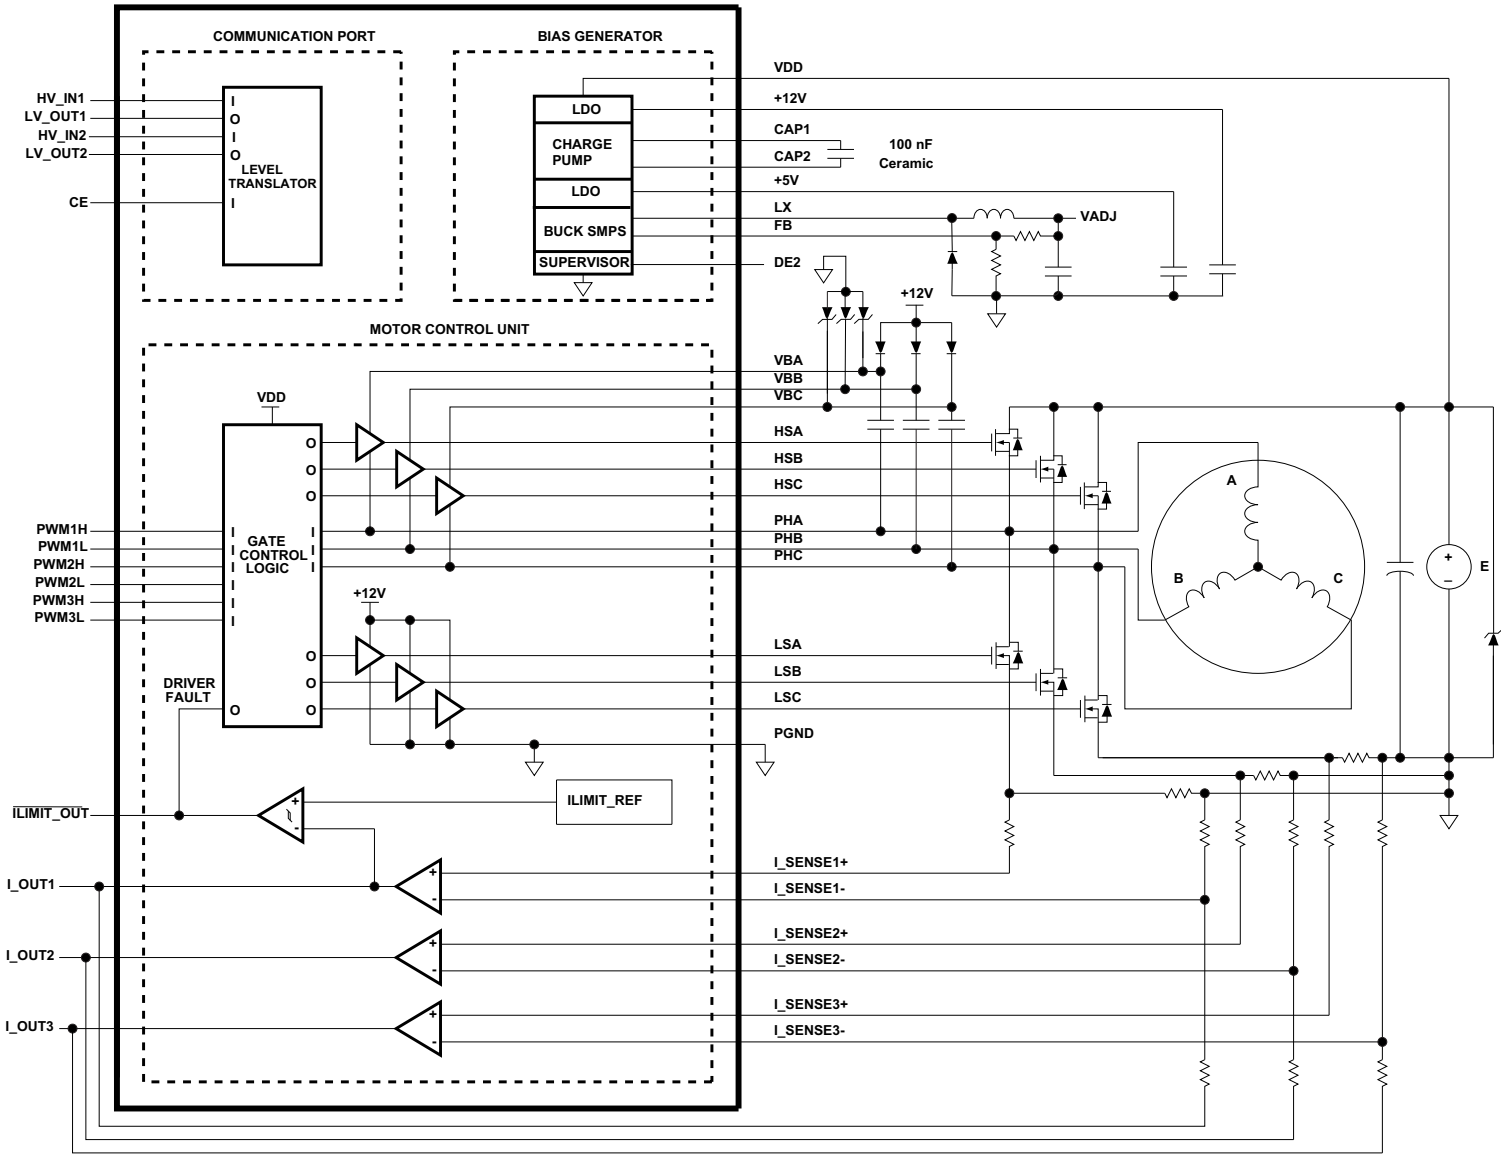 COMMUNICATION PORT
BIAS GENERATOR
HV_IN1
LV_OUT1
HV_IN2
LV_OUT2
CE
I
O
I
O
LEVEL
TRANSLATOR
I
LDO
CHARGE
PUMP
LDO
BUCK SMPS
SUPERVISOR
VDD
+12V
CAP1
CAP2
100 nF
Ceramic
+5V
LX
FB
VADJ
DE2
+12V
MOTOR CONTROL UNIT
VDD
VBA
VBB
VBC
HSA
HSB
HSC
PHA
PHB
PHC
O
O
O
PWM1H
PWM1L
PWM2H
PWM2L
PWM3H
PWM3L
I
I
I
I
I
I
GATE
CONTROL
LOGIC
I
I
I
+12V
O
O
O
DRIVER
FAULT
O
LSA
LSB
LSC
PGND
A
B
C
+
–
E
ILIMIT_OUT
+
-
ILIMIT_REF
I_OUT1
+
-
I_SENSE1+
I_SENSE1-
I_OUT2
+
-
I_SENSE2+
I_SENSE2-
I_OUT3
+
-
I_SENSE3+
I_SENSE3-